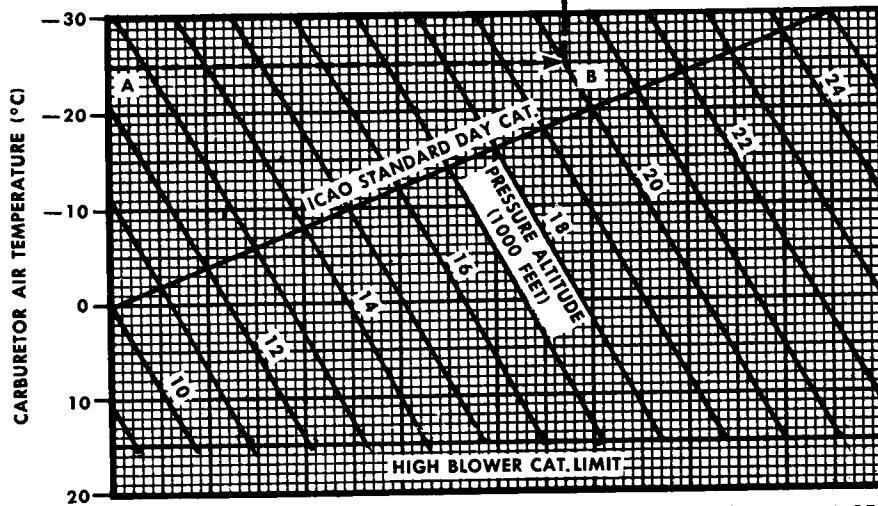 CARBURETOR AIR TEMPERATURE (°C)
—30
—20
—10
0
10
20
A
B
ICAO STANDARD DAY CAT.
PRESSURE ALTITUDE
(1000 FEET)
10
12
14
16
18
20
22
24
HIGH BLOWER CAT. LIMIT